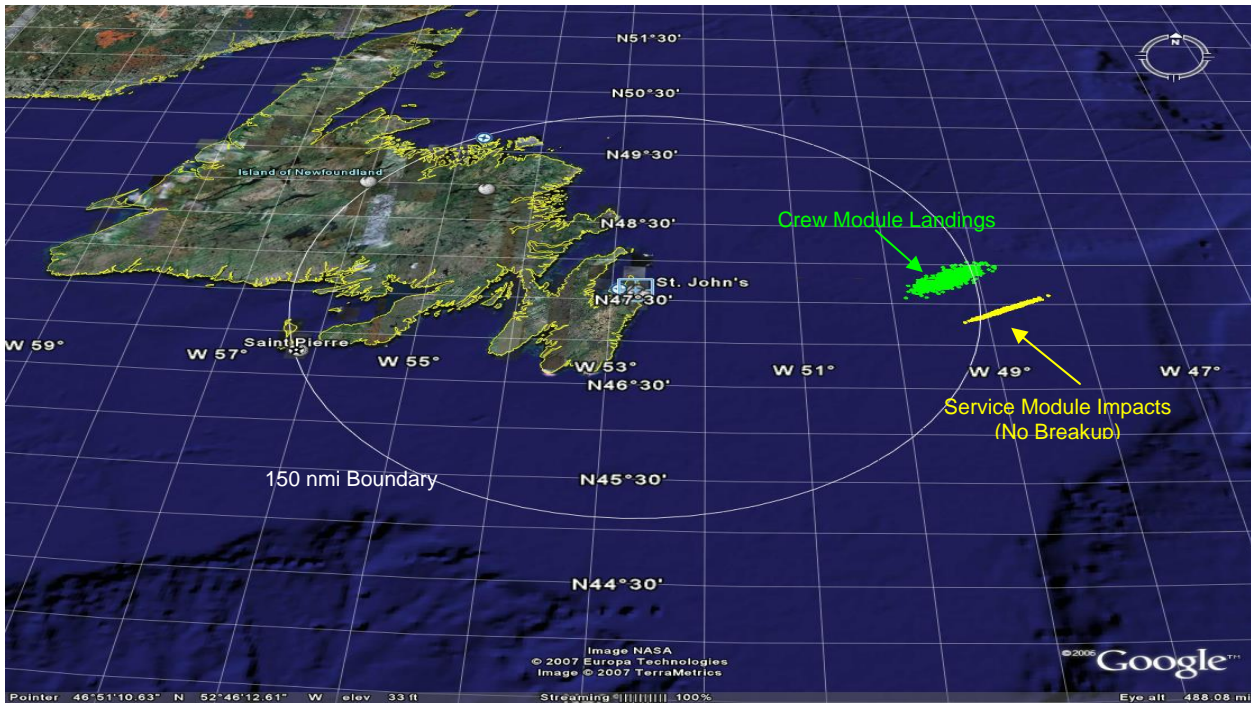 N51°30'
N
N50°30'
N49°30'
Island of Newfoundland
Crew Module Landings
N48°30'
St. John's
N47°30'
W 59°
W 57°
Saint Pierre
W 55°
W 53°
W 51°
W 49°
W 47°
N46°30'
Service Module Impacts
(No Breakup)
150 nmi Boundary
N45°30'
N44°30'
Image NASA
© 2007 Europa Technologies
Image © 2007 TerraMetrics
©2006 Google™
Pointer 46°51'10.63" N 52°46'12.61" W elev 33 ft Streaming |||||||||| 100% Eye alt 488.08 mi